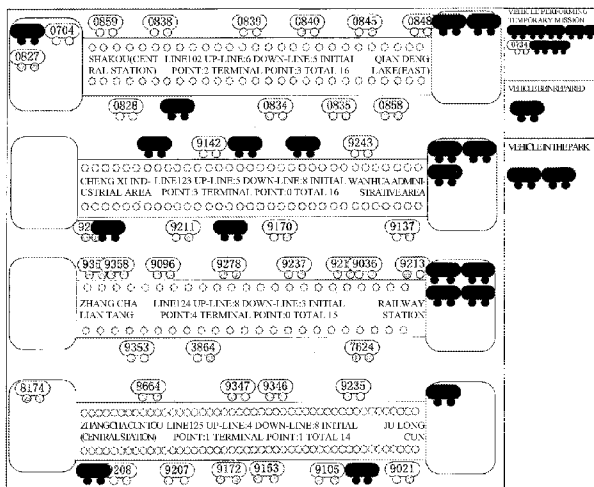 0859 0838 0839 0840 0845 0848
0704
0827
SHAKOU(CENT LINE102 UP-LINE:6 DOWN-LINE:5 INITIAL QIAN DENG
RAL STATION) POINT:2 TERMINAL POINT:3 TOTAL 16 LAKE(EAST)
0828 0834 0835 0858
VEHICLE PERFORMING
TEMPORARY MISSION
0734
VEHICLE IN THE PARK
9142 9243
CHENG XI IND- LINE123 UP-LINE:5 DOWN-LINE:8 INITIAL WANHUA ADMINI-
USTRIAL AREA POINT:3 TERMINAL POINT:0 TOTAL 16 STRATIVE AREA
9211 9170 9137
9358 9096 9278 9237 9036 9213
ZHANG CHA LINE124 UP-LINE:8 DOWN-LINE:3 INITIAL RAILWAY
LIAN TANG POINT:4 TERMINAL POINT:0 TOTAL 15 STATION
9353 3864 7624
8174 8664 9347 9346 9235
ZHANGCHACUNTOU LINE125 UP-LINE:4 DOWN-LINE:8 INITIAL JU LONG
(CENTRAL STATION) POINT:1 TERMINAL POINT:1 TOTAL 14 CUN
9208 9207 9172 9153 9105 9021